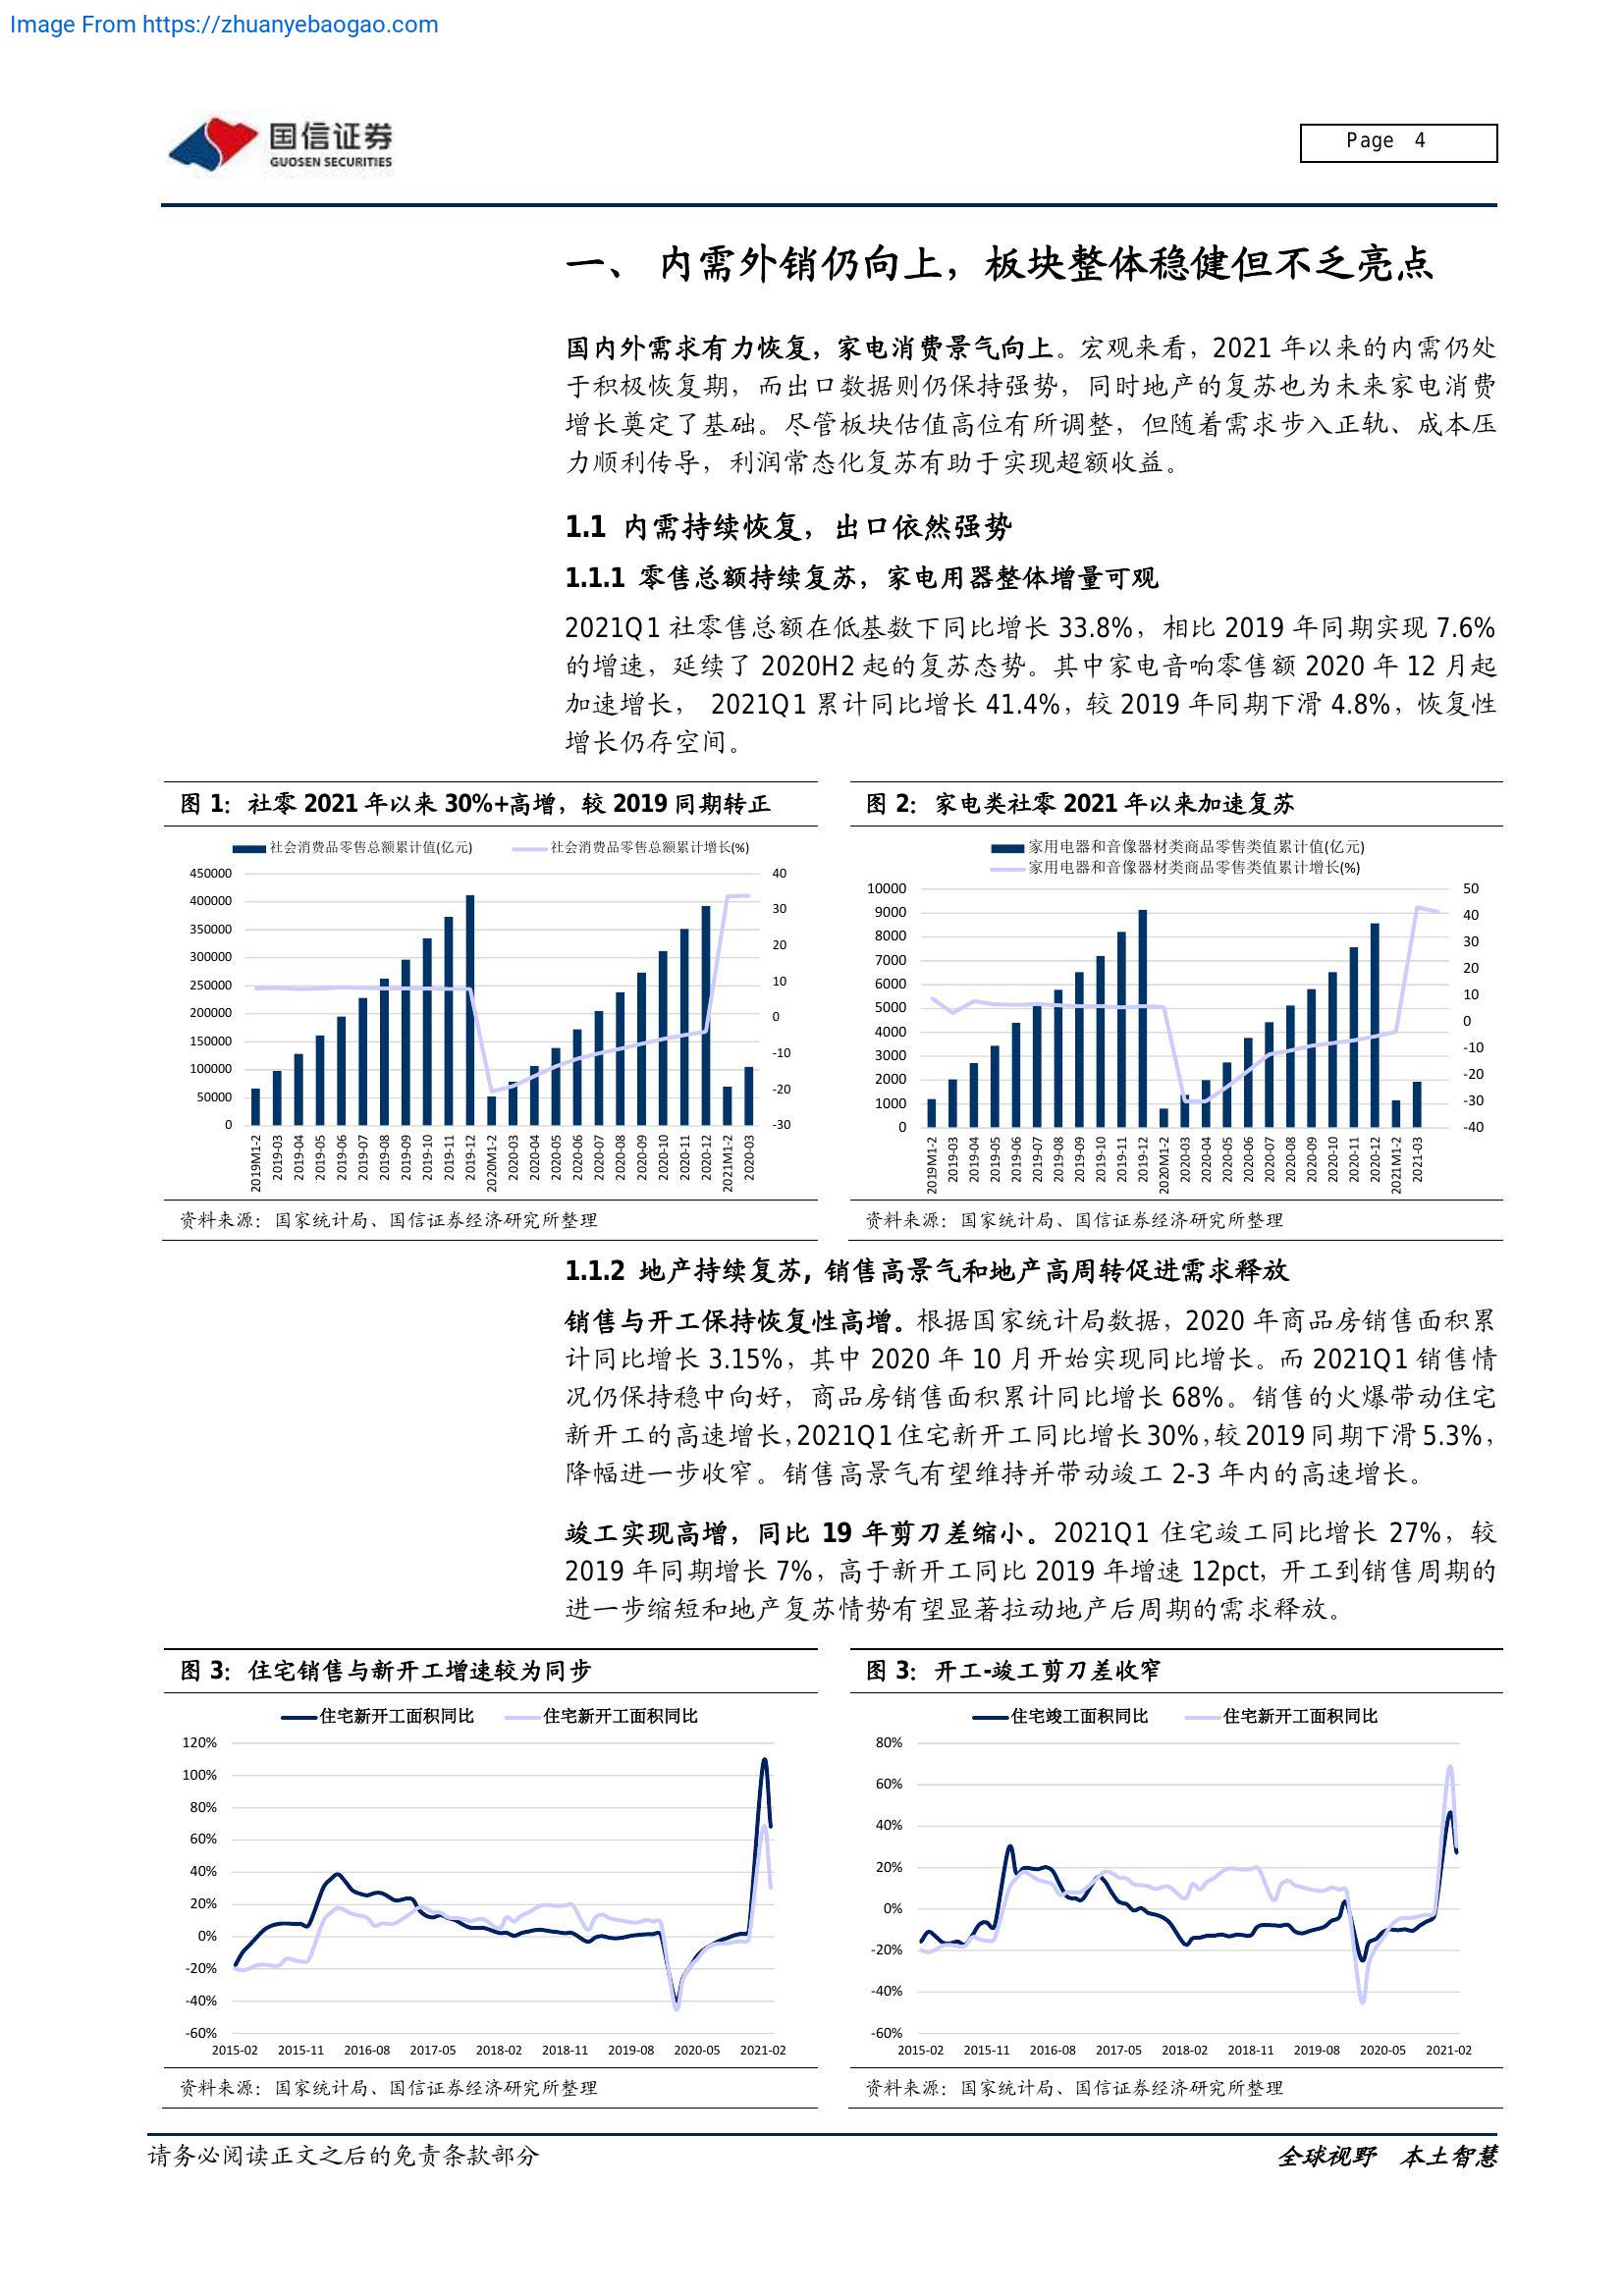 Image From https://zhuanyebaogao.com
国信证券
GUOSEN SECURITIES
Page 4
一、 内需外销仍向上，板块整体稳健但不乏亮点
国内外需求有力恢复，家电消费景气向上。宏观来看，2021 年以来的内需仍处
于积极恢复期，而出口数据则仍保持强势，同时地产的复苏也为未来家电消费
增长奠定了基础。尽管板块估值高位有所调整，但随着需求步入正轨、成本压
力顺利传导，利润常态化复苏有助于实现超额收益。
1.1 内需持续恢复，出口依然强势
1.1.1 零售总额持续复苏，家电用器整体增量可观
2021Q1 社零售总额在低基数下同比增长 33.8%，相比 2019 年同期实现 7.6%
的增速，延续了 2020H2 起的复苏态势。其中家电音响零售额 2020 年 12 月起
加速增长， 2021Q1 累计同比增长 41.4%，较 2019 年同期下滑 4.8%，恢复性
增长仍存空间。
图 1：社零 2021 年以来 30%+高增，较 2019 同期转正
社会消费品零售总额累计值(亿元) 社会消费品零售总额累计增长(%)
450000
400000
350000
300000
250000
200000
150000
100000
50000
0
40
30
20
10
0
-10
-20
-30
2019M1-2
2019-03
2019-04
2019-05
2019-06
2019-07
2019-08
2019-09
2019-10
2019-11
2019-12
2020M1-2
2020-03
2020-04
2020-05
2020-06
2020-07
2020-08
2020-09
2020-10
2020-11
2020-12
2021M1-2
2020-03
资料来源：国家统计局、国信证券经济研究所整理
图 2：家电类社零 2021 年以来加速复苏
家用电器和音像器材类商品零售类值累计值(亿元)
家用电器和音像器材类商品零售类值累计增长(%)
10000
9000
8000
7000
6000
5000
4000
3000
2000
1000
0
50
40
30
20
10
0
-10
-20
-30
-40
2019M1-2
2019-03
2019-04
2019-05
2019-06
2019-07
2019-08
2019-09
2019-10
2019-11
2019-12
2020M1-2
2020-03
2020-04
2020-05
2020-06
2020-07
2020-08
2020-09
2020-10
2020-11
2020-12
2021M1-2
2021-03
资料来源：国家统计局、国信证券经济研究所整理
1.1.2 地产持续复苏，销售高景气和地产高周转促进需求释放
销售与开工保持恢复性高增。根据国家统计局数据，2020 年商品房销售面积累
计同比增长 3.15%，其中 2020 年 10 月开始实现同比增长。而 2021Q1 销售情
况仍保持稳中向好，商品房销售面积累计同比增长 68%。销售的火爆带动住宅
新开工的高速增长，2021Q1 住宅新开工同比增长 30%，较 2019 同期下滑 5.3%，
降幅进一步收窄。销售高景气有望维持并带动竣工 2-3 年内的高速增长。
竣工实现高增，同比 19 年剪刀差缩小。2021Q1 住宅竣工同比增长 27%，较
2019 年同期增长 7%，高于新开工同比 2019 年增速 12pct，开工到销售周期的
进一步缩短和地产复苏情势有望显著拉动地产后周期的需求释放。
图 3：住宅销售与新开工增速较为同步
住宅新开工面积同比 住宅新开工面积同比
120%
100%
80%
60%
40%
20%
0%
-20%
-40%
-60%
2015-02 2015-11 2016-08 2017-05 2018-02 2018-11 2019-08 2020-05 2021-02
资料来源：国家统计局、国信证券经济研究所整理
图 3：开工-竣工剪刀差收窄
住宅竣工面积同比 住宅新开工面积同比
80%
60%
40%
20%
0%
-20%
-40%
-60%
2015-02 2015-11 2016-08 2017-05 2018-02 2018-11 2019-08 2020-05 2021-02
资料来源：国家统计局、国信证券经济研究所整理
请务必阅读正文之后的免责条款部分
全球视野 本土智慧